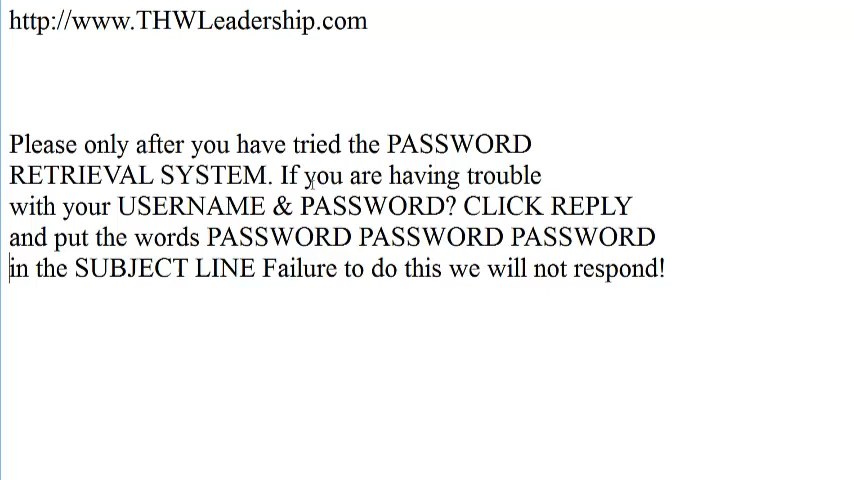 http://www.THWLeadership.com
Please only after you have tried the PASSWORD
RETRIEVAL SYSTEM. If you are having trouble
with your USERNAME & PASSWORD? CLICK REPLY
and put the words PASSWORD PASSWORD PASSWORD
in the SUBJECT LINE Failure to do this we will not respond!